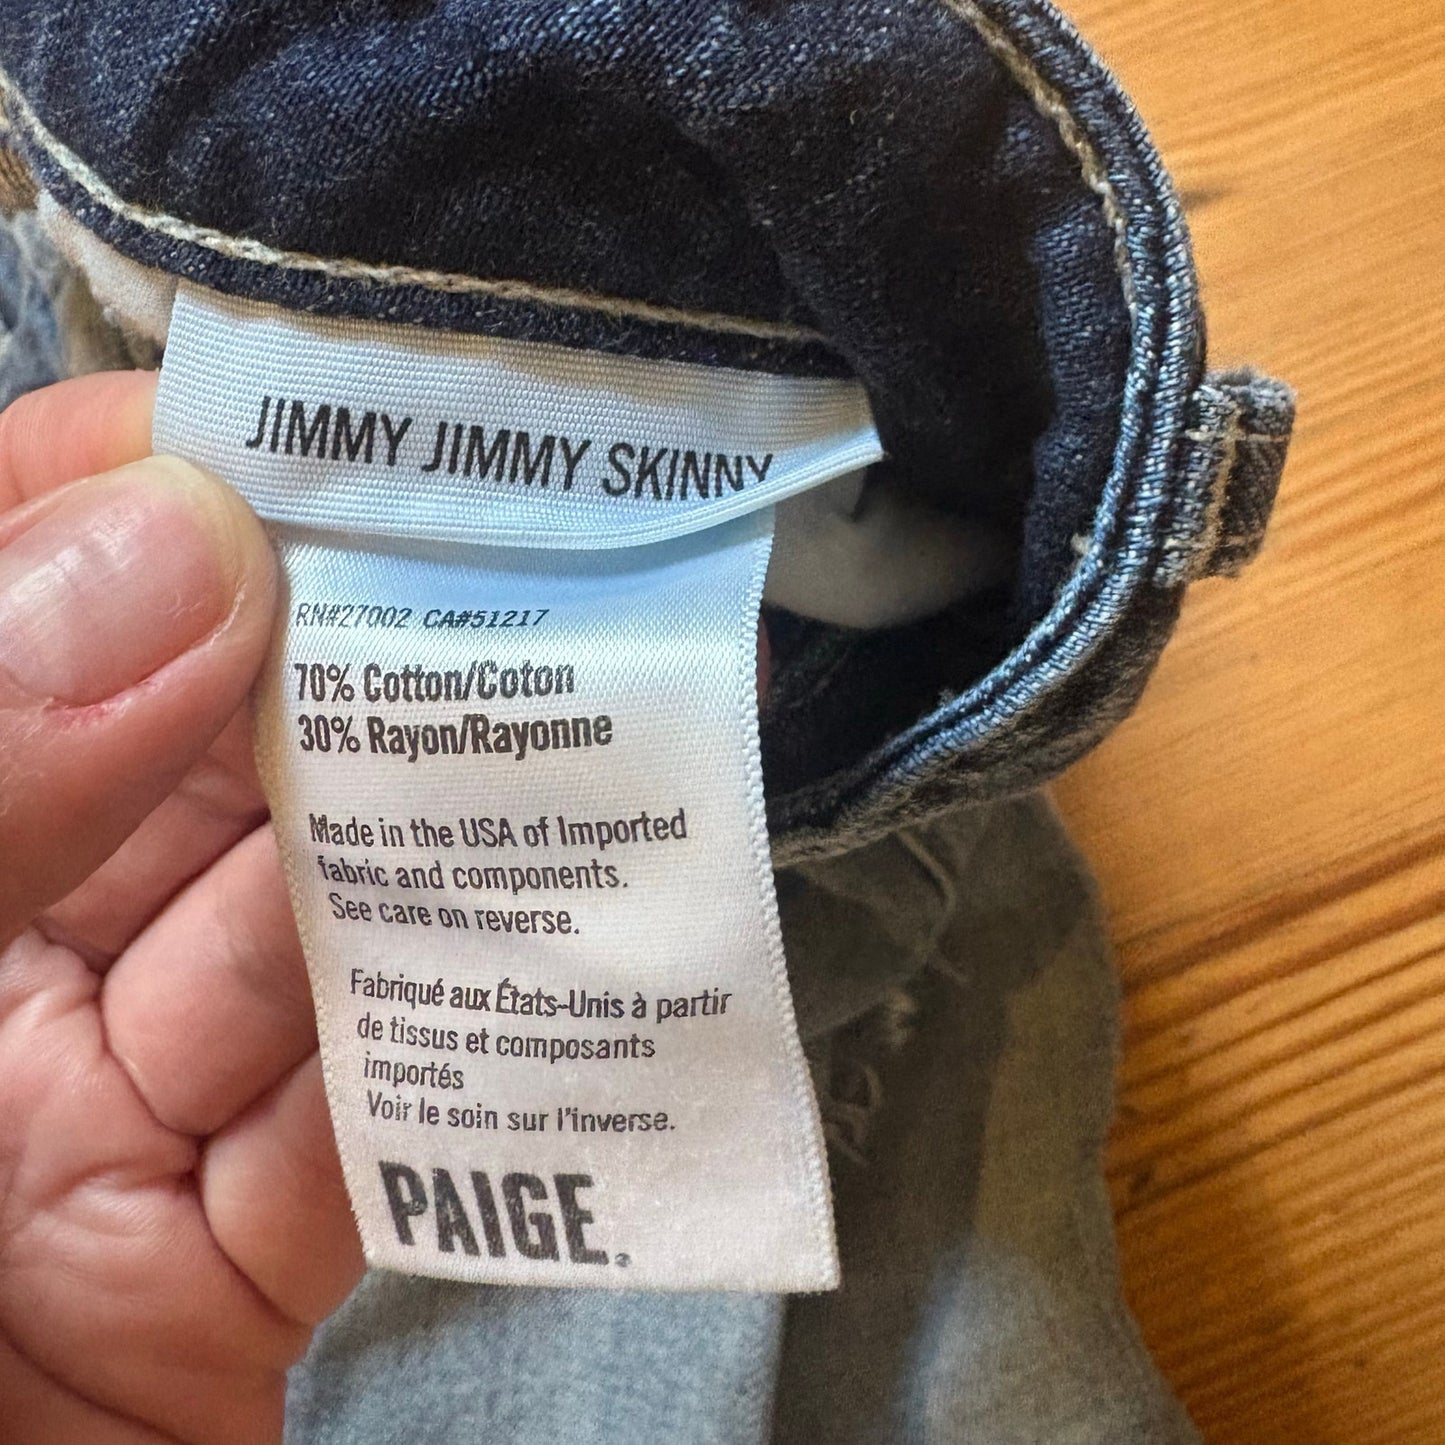 JIMMY JIMMY SKINNY
RN#27002 CA#51217
70% Cotton/Coton
30% Rayon/Rayonne
Made in the USA of Imported
fabric and components.
See care on reverse.
Fabriqué aux États-Unis à partir
de tissus et composants
importés
Voir le soin sur l'inverse.
PAIGE.